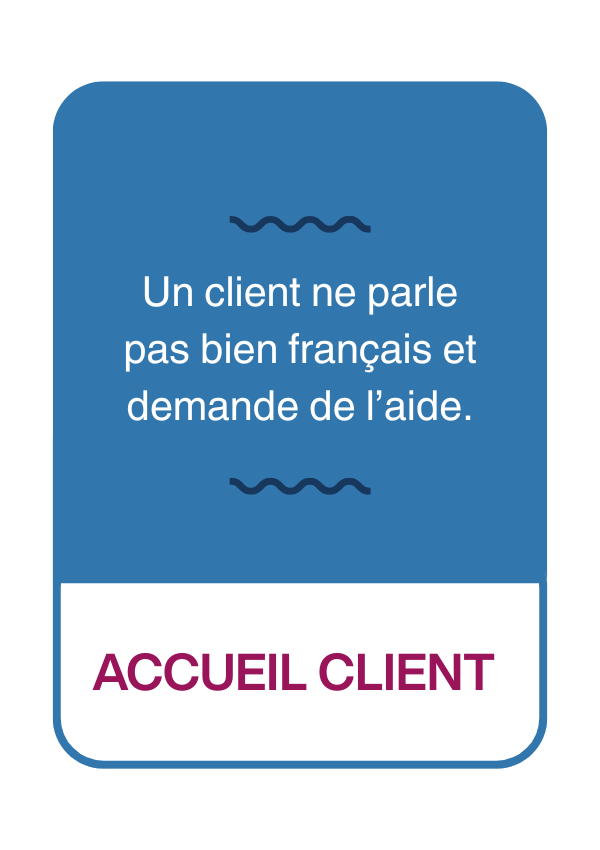 Un client ne parle
pas bien français et
demande de l’aide.
ACCUEIL CLIENT